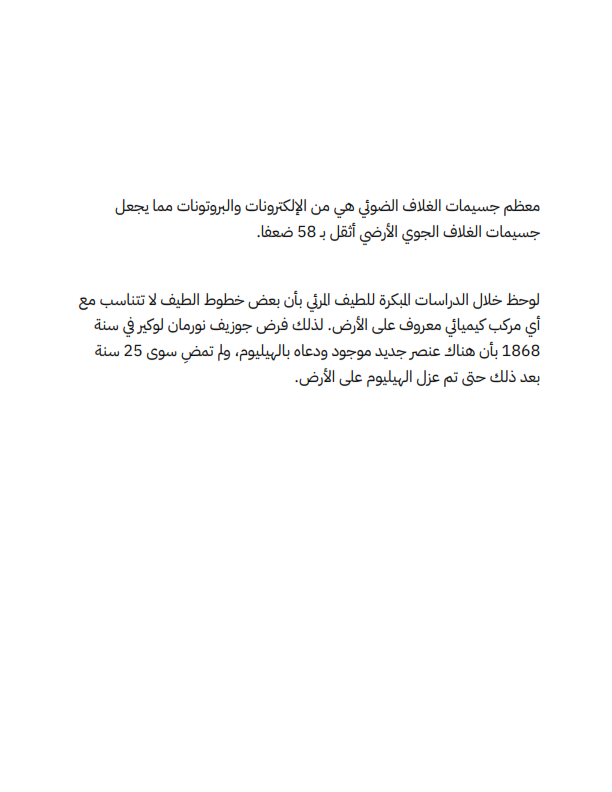 معظم جسيمات الغلاف الضوئي هي من الإلكترونات والبروتونات مما يجعل
جسيمات الغلاف الجوي الأرضي أثقل بـ 58 ضعفا.
لوحظ خلال الدراسات المبكرة للطيف المرئي بأن بعض خطوط الطيف لا تتناسب مع
أي مركب كيميائي معروف على الأرض. لذلك فرض جوزيف نورمان لوكير في سنة
1868 بأن هناك عنصر جديد موجود ودعاه بالهيليوم، ولم تمضِ سوى 25 سنة
بعد ذلك حتى تم عزل الهيليوم على الأرض.